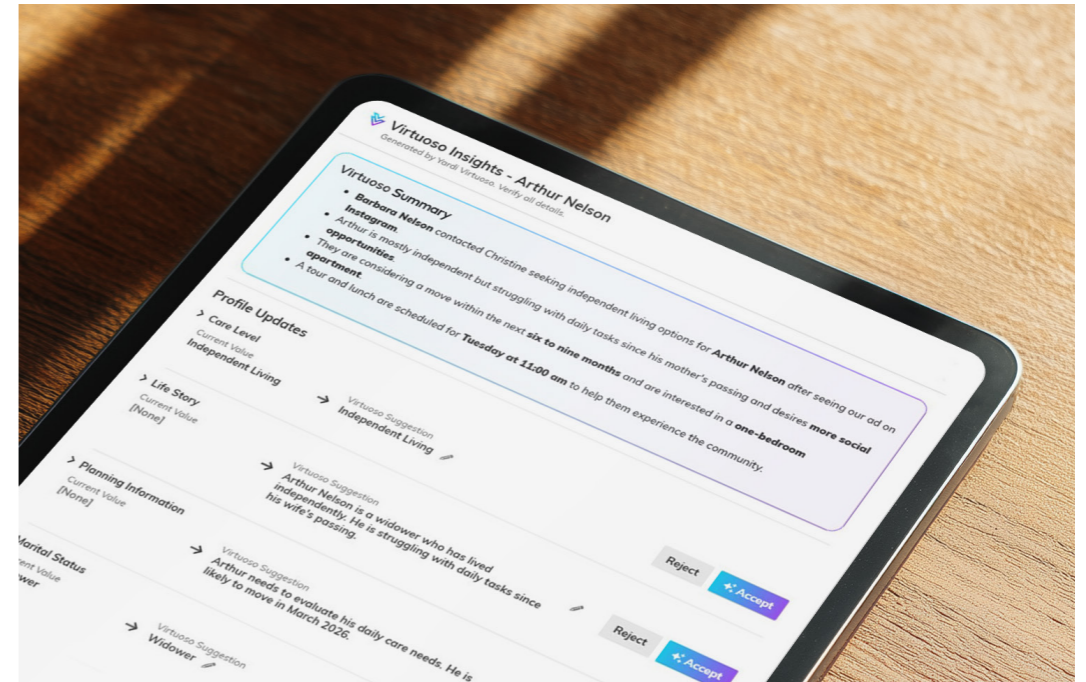 Virtuoso Insights - Arthur Nelson
Generated by Yardi Virtuoso. Verify all details.
Virtuoso Summary
• Barbara Nelson contacted Christine seeking independent living options for Arthur Nelson after seeing our ad on
Instagram.
• Arthur is mostly independent but struggling with daily tasks since his mother's passing and desires more social
opportunities.
• They are considering a move within the next six to nine months and are interested in a one-bedroom
apartment.
• A tour and lunch are scheduled for Tuesday at 11:00 am to help them experience the community.
Profile Updates
Care Level
Current Value
Independent Living
Virtuoso Suggestion
Independent Living
Life Story
Current Value
[None]
Virtuoso Suggestion
Arthur Nelson is a widower who has lived
independently. He is struggling with daily tasks since
his wife's passing.
Reject
Accept
Planning Information
Current Value
[None]
Virtuoso Suggestion
Arthur needs to evaluate his daily care needs. He is
likely to move in March 2026.
Reject
Accept
Marital Status
Virtuoso Suggestion
Widower